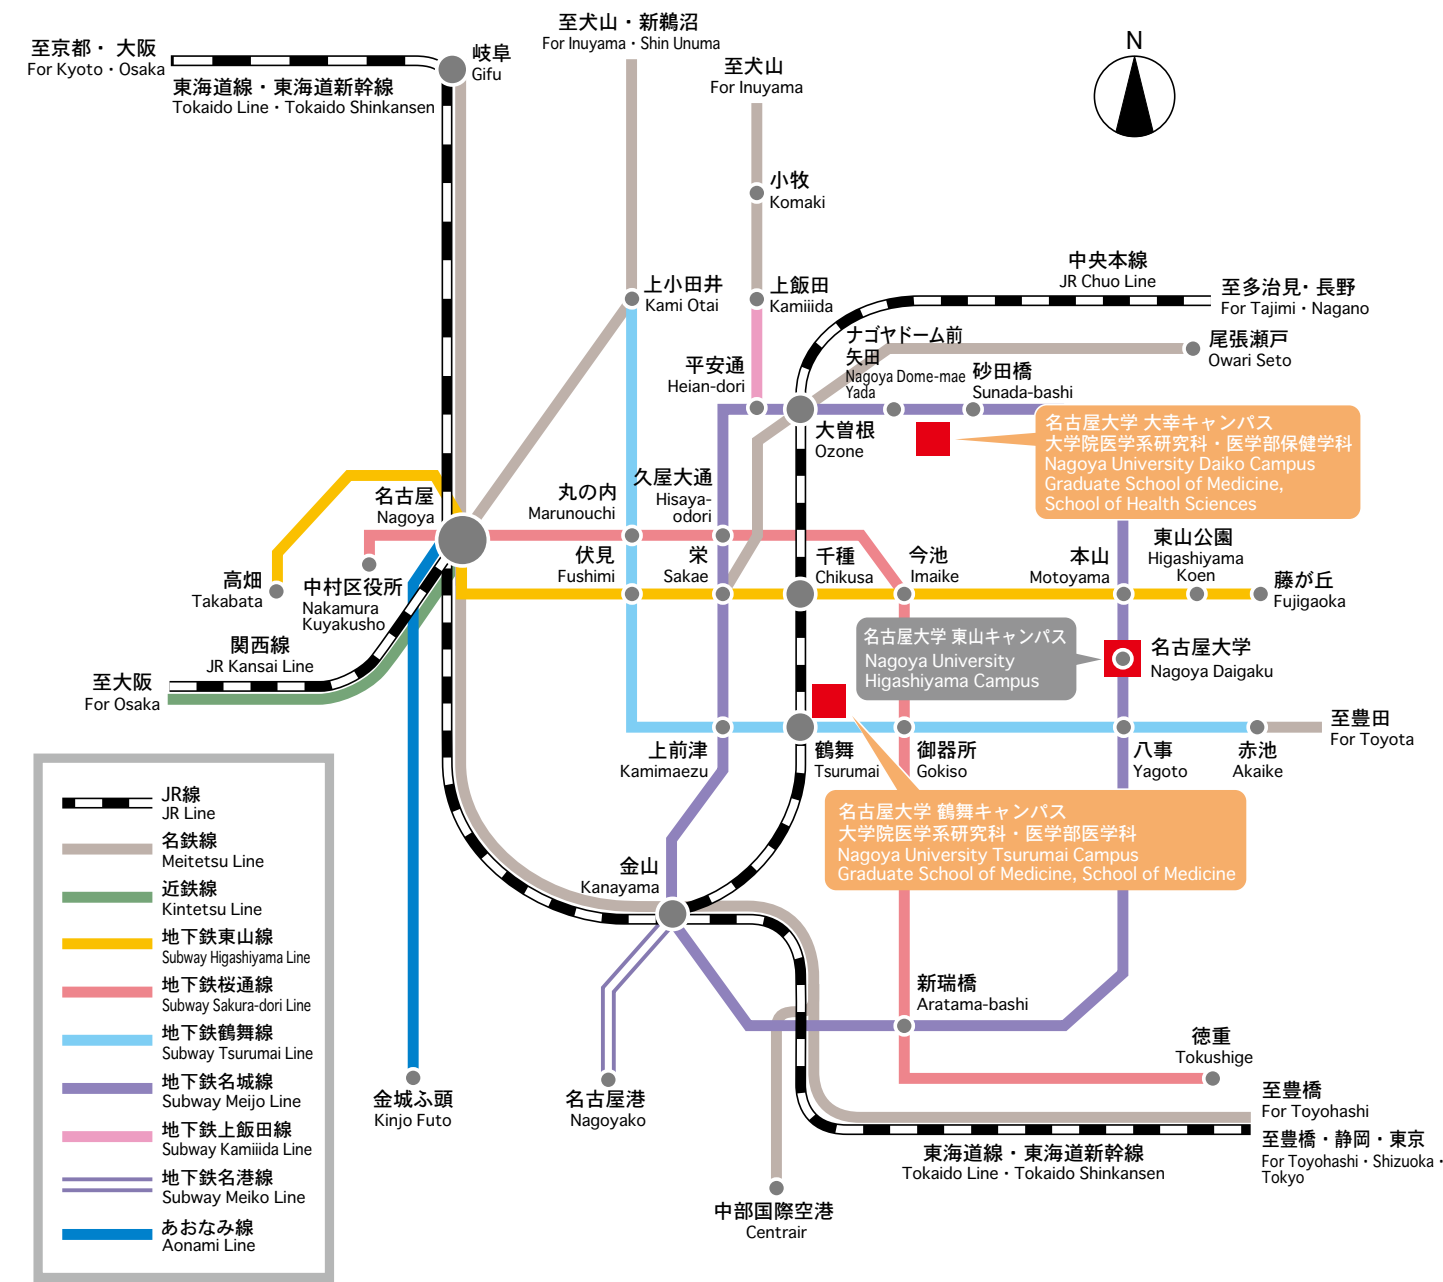 至犬山・新鵜沼
For Inuyama・Shin Unuma
至京都・ 大阪
For Kyoto・Osaka
岐阜
Gifu
東海道線・東海道新幹線
Tokaido Line・Tokaido Shinkansen
至犬山
For Inuyama
N
小牧
Komaki
上小田井
Kami Otai
上飯田
Kamiiida
中央本線
JR Chuo Line
至多治見・長野
For Tajimi・Nagano
ナゴヤドーム前
矢田
Nagoya Dome-mae
Yada
尾張瀬戸
Owari Seto
平安通
Heian-dori
砂田橋
Sunada-bashi
大曽根
Ozone
名古屋大学 大幸キャンパス
大学院医学系研究科・医学部保健学科
Nagoya University Daiko Campus
Graduate School of Medicine,
School of Health Sciences
名古屋
Nagoya
丸の内
Marunouchi
久屋大通
Hisaya-
odori
高畑
Takabata
中村区役所
Nakamura
Kuyakusho
伏見
Fushimi
栄
Sakae
千種
Chikusa
今池
Imaike
本山
Motoyama
東山公園
Higashiyama
Koen
藤が丘
Fujigaoka
関西線
JR Kansai Line
至大阪
For Osaka
名古屋大学 東山キャンパス
Nagoya University
Higashiyama Campus
名古屋大学
Nagoya Daigaku
上前津
Kamimaezu
鶴舞
Tsurumai
御器所
Gokiso
八事
Yagoto
赤池
Akaike
至豊田
For Toyota
名古屋大学 鶴舞キャンパス
大学院医学系研究科・医学部医学科
Nagoya University Tsurumai Campus
Graduate School of Medicine, School of Medicine
金山
Kanayama
新瑞橋
Aratama-bashi
徳重
Tokushige
金城ふ頭
Kinjo Futo
名古屋港
Nagoyako
中部国際空港
Centrair
東海道線・東海道新幹線
Tokaido Line・Tokaido Shinkansen
至豊橋
For Toyohashi
至豊橋・静岡・東京
For Toyohashi・Shizuoka・
Tokyo
JR線
JR Line
名鉄線
Meitetsu Line
近鉄線
Kintetsu Line
地下鉄東山線
Subway Higashiyama Line
地下鉄桜通線
Subway Sakura-dori Line
地下鉄鶴舞線
Subway Tsurumai Line
地下鉄名城線
Subway Meijo Line
地下鉄上飯田線
Subway Kamiiida Line
地下鉄名港線
Subway Meiko Line
あおなみ線
Aonami Line